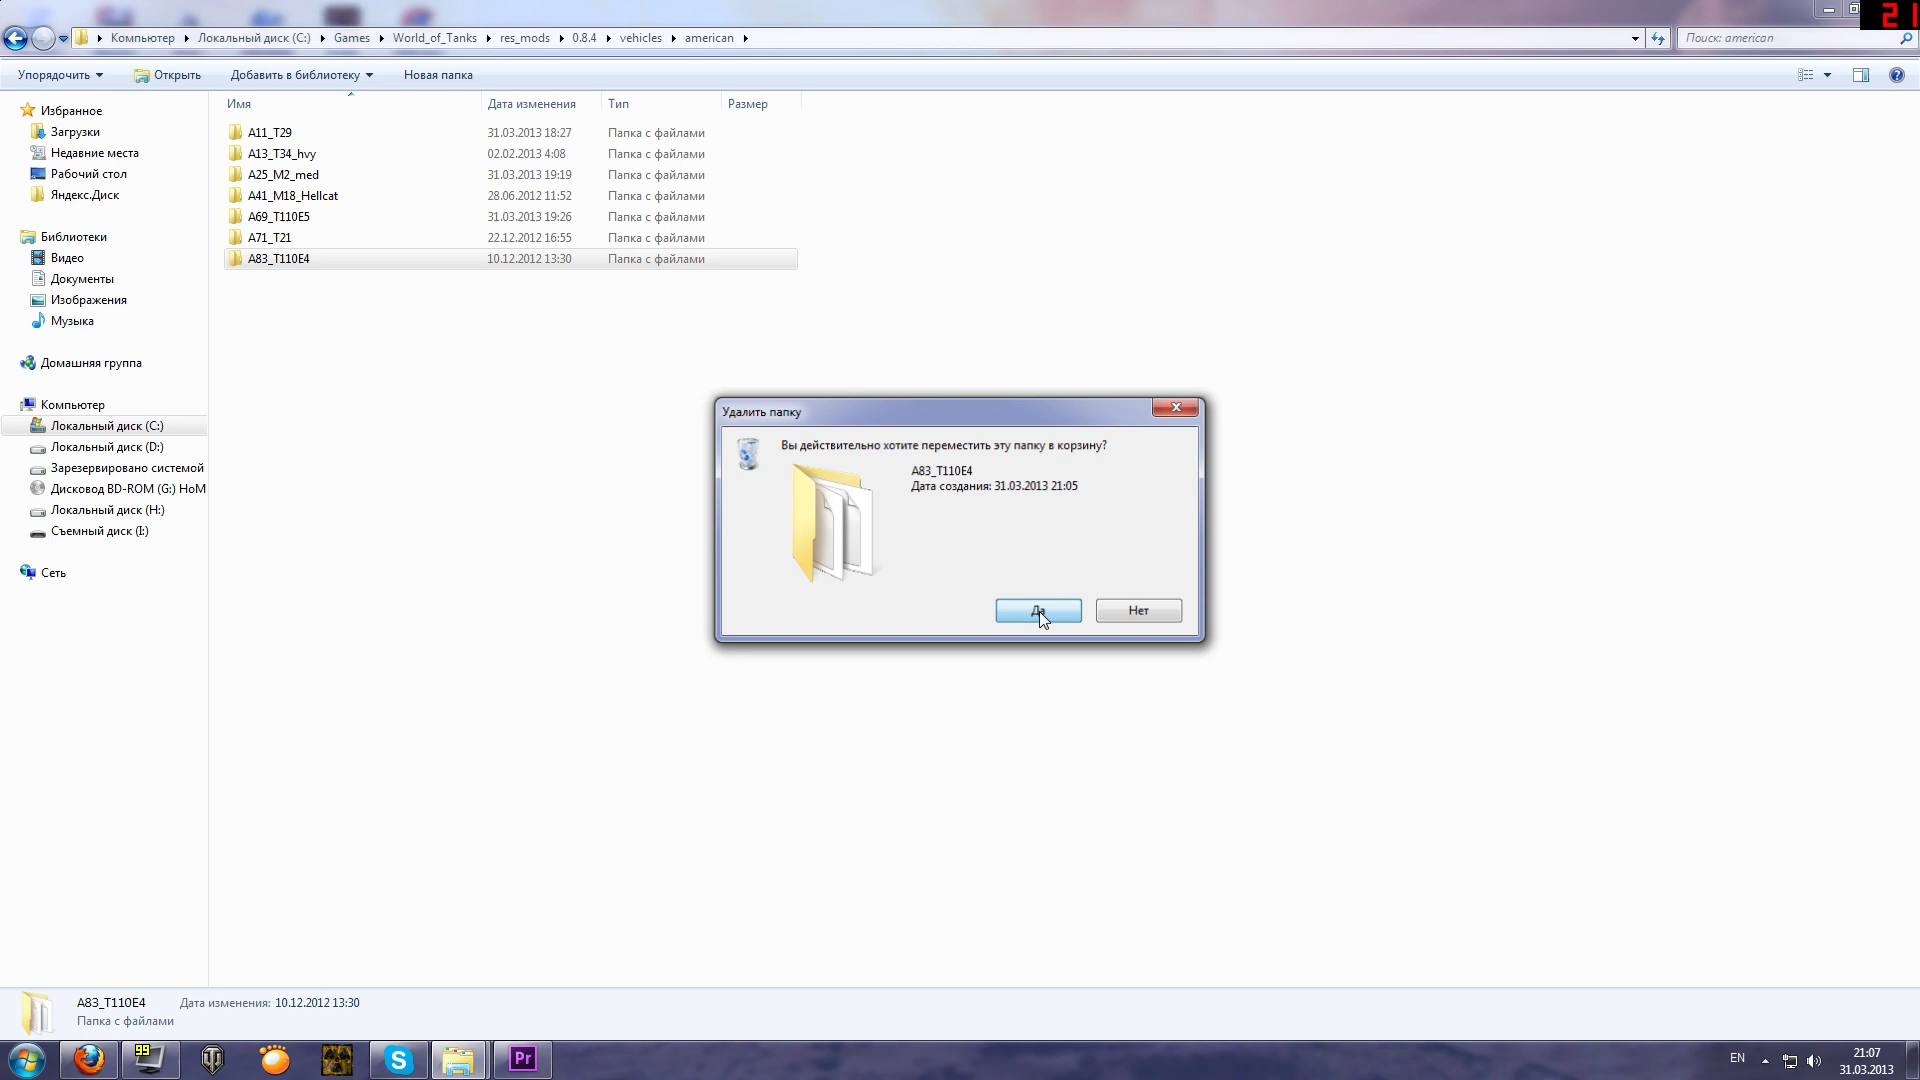 21
Компьютер Локальный диск (C:) Games World_of_Tanks res_mods 0.8.4 vehicles american
Поиск: american
Упорядочить Открыть Добавить в библиотеку Новая папка
Имя Дата изменения Тип Размер
A11_T29 31.03.2013 18:27 Папка с файлами
A13_T34_hvy 02.02.2013 4:08 Папка с файлами
A25_M2_med 31.03.2013 19:19 Папка с файлами
A41_M18_Hellcat 28.06.2012 11:52 Папка с файлами
A69_T110E5 31.03.2013 19:26 Папка с файлами
A71_T21 22.12.2012 16:55 Папка с файлами
A83_T110E4 10.12.2012 13:30 Папка с файлами
Избранное
Загрузки
Недавние места
Рабочий стол
Яндекс.Диск
Библиотеки
Видео
Документы
Изображения
Музыка
Домашняя группа
Компьютер
Локальный диск (C:)
Локальный диск (D:)
Зарезервировано системой
Дисковод BD-ROM (G:) HoM
Локальный диск (H:)
Съемный диск (I:)
Сеть
Удалить папку
Вы действительно хотите переместить эту папку в корзину?
A83_T110E4
Дата создания: 31.03.2013 21:05
Да Нет
A83_T110E4 Дата изменения: 10.12.2012 13:30
Папка с файлами
99
Pr
EN
21:07
31.03.2013